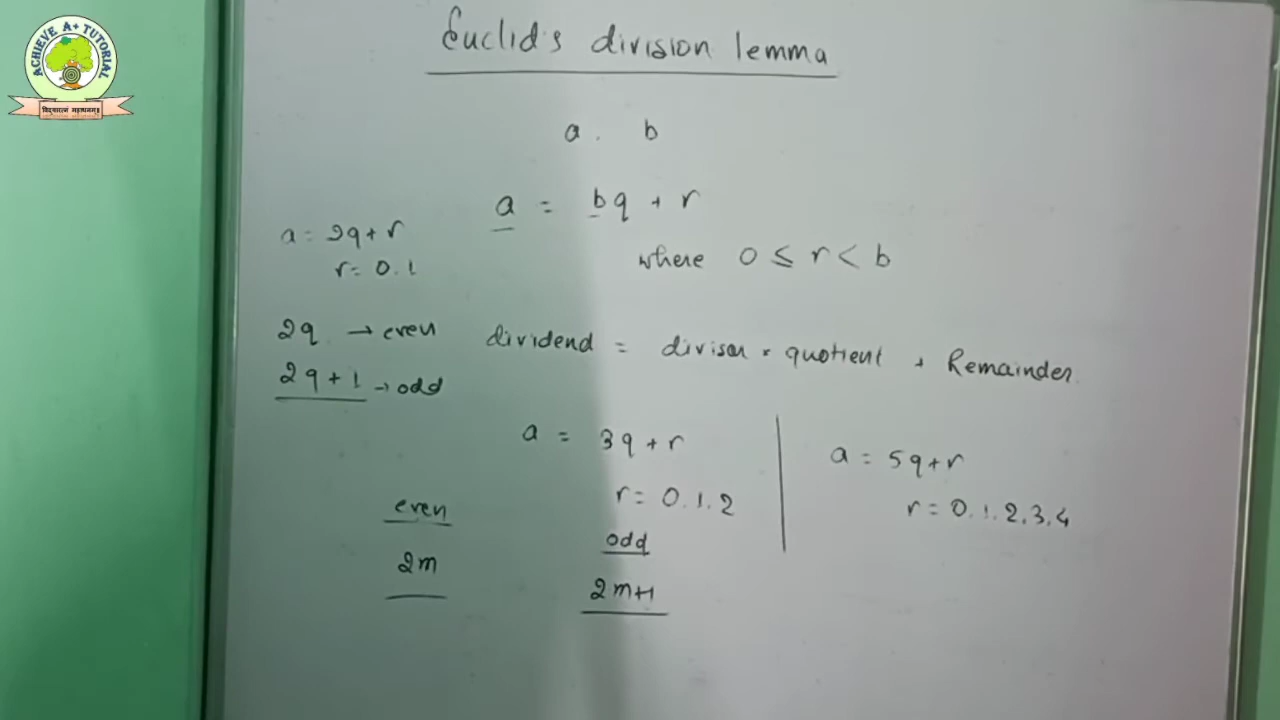 ACHIEVE A+ TUTORIAL
Euclid's division lemma
a. b
a = bq + r
where 0 ≤ r < b
a = 2q + r
r = 0.1
2q → even
2q + 1 → odd
dividend = divisor × quotient + Remainder.
a = 3q + r
r = 0.1.2
a = 5q + r
r = 0.1.2.3.4
even
2m
odd
2m+1